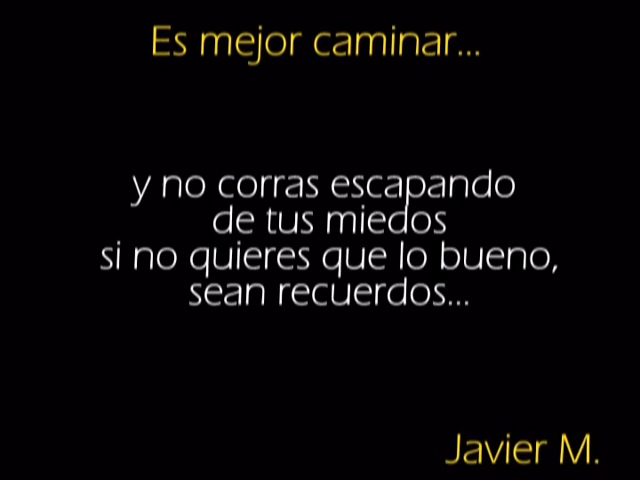 Es mejor caminar...
y no corras escapando
de tus miedos
si no quieres que lo bueno,
sean recuerdos...
Javier M.